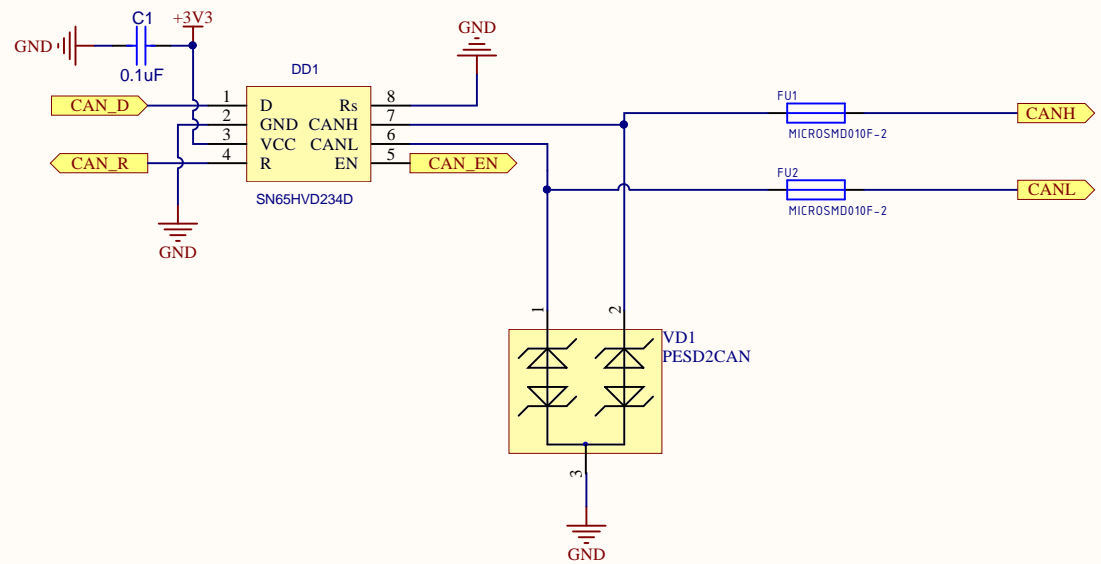 C1
+3V3
GND
0.1uF
GND
DD1
CAN_D
1
D
Rs
8
2
GND
CANH
7
3
VCC
CANL
6
CAN_R
4
R
EN
5
CAN_EN
SN65HVD234D
GND
FU1
MICROSMD010F-2
CANH
FU2
MICROSMD010F-2
CANL
1
2
VD1
PESD2CAN
3
GND